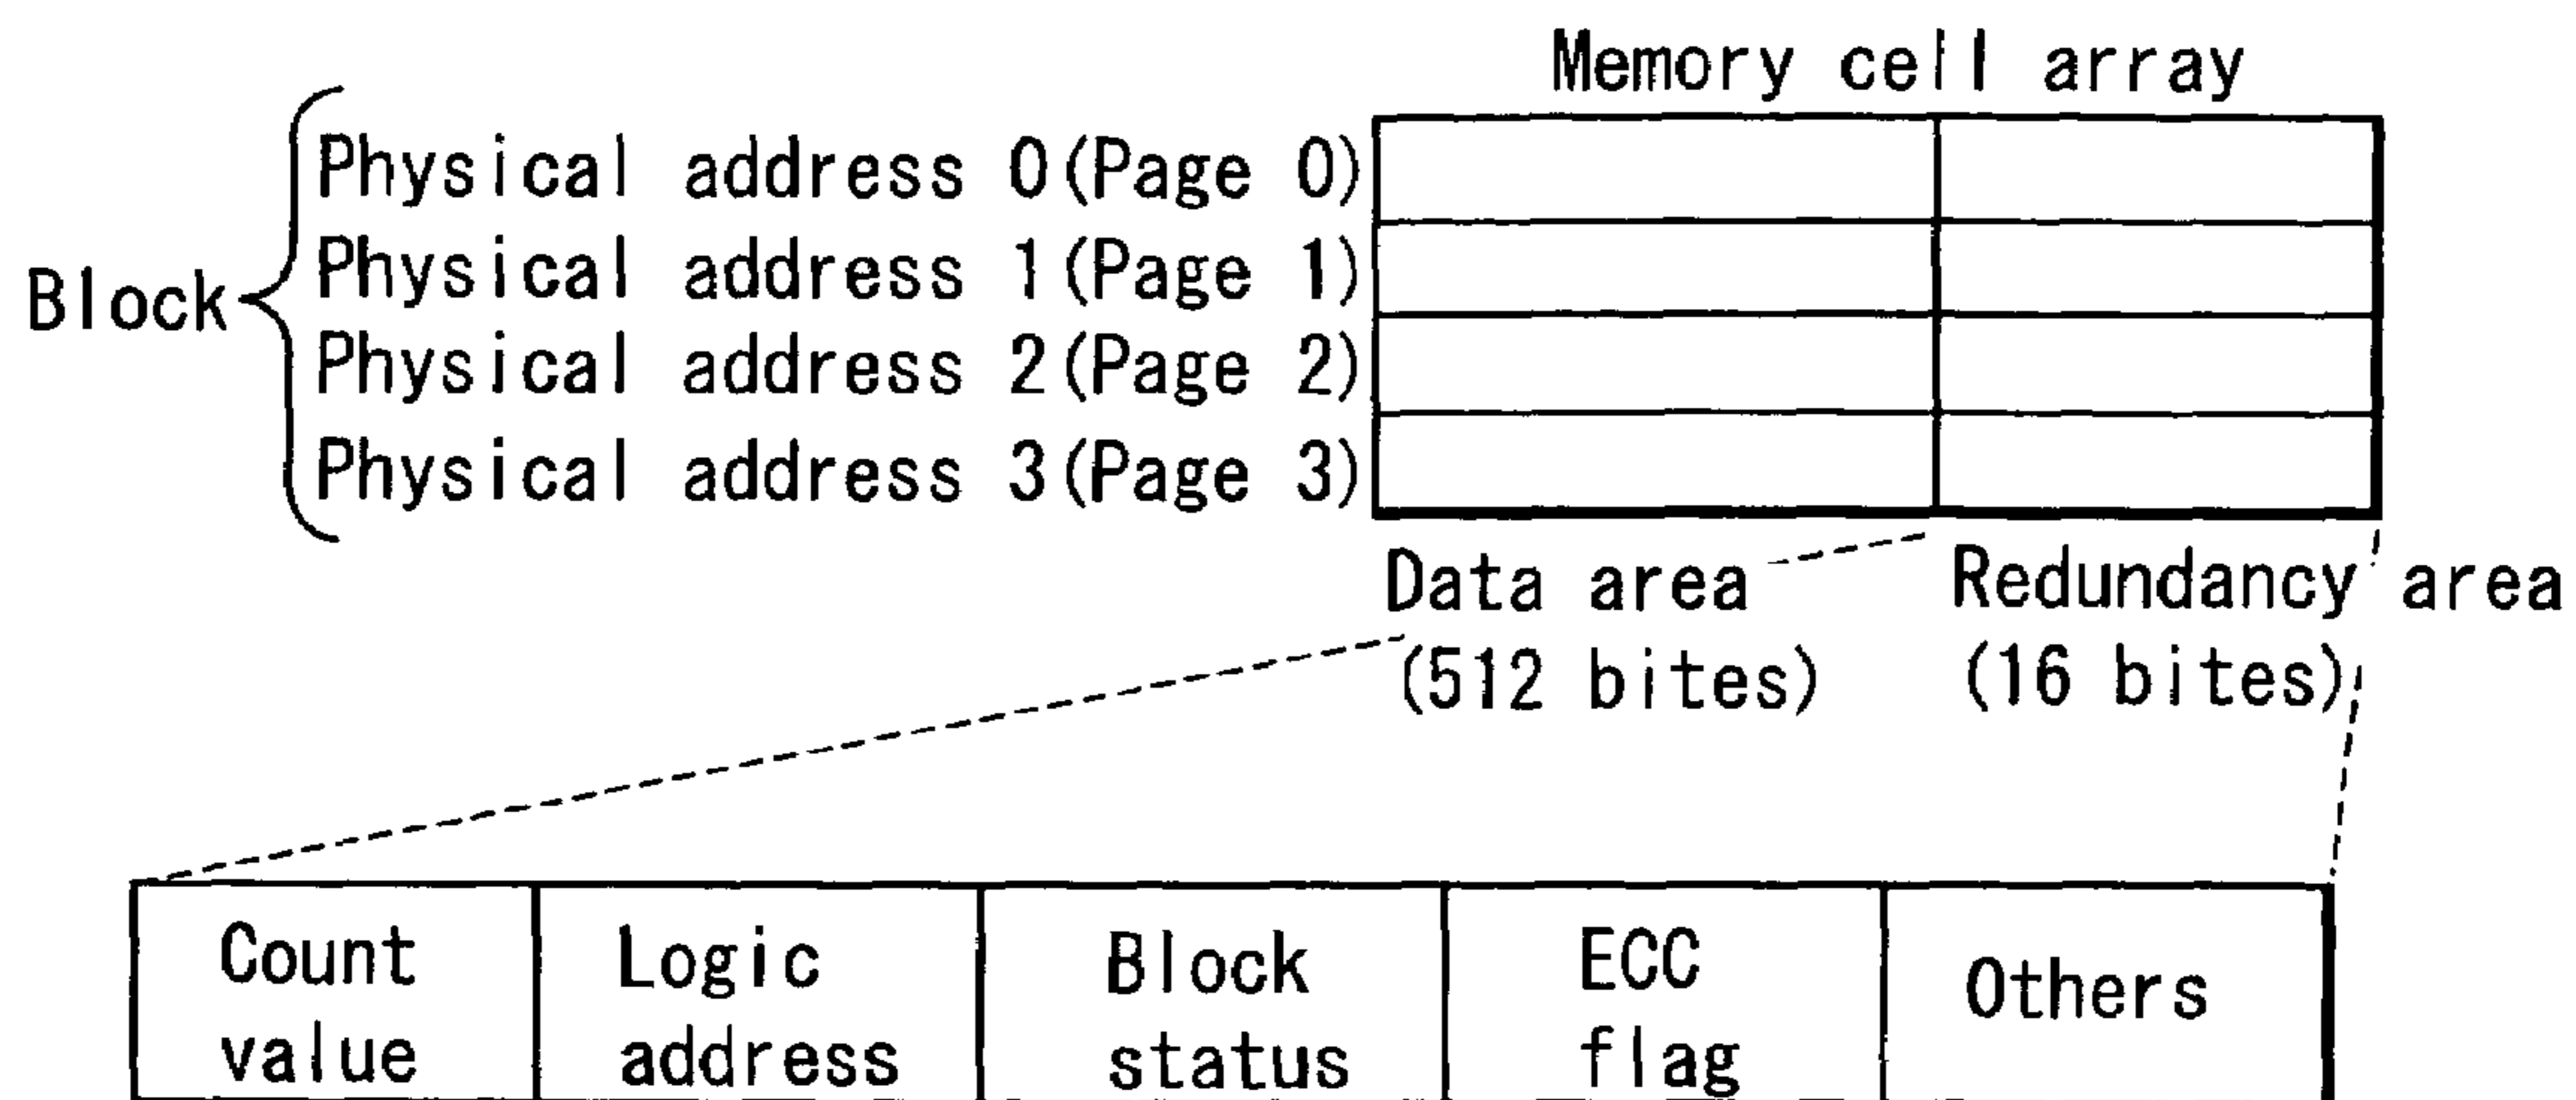 Memory cell array
Physical address 0(Page 0)
Physical address 1(Page 1)
Block
Physical address 2(Page 2)
Physical address 3(Page 3)
Data area
(512 bites)
Redundancy area
(16 bites)
Count
value
Logic
address
Block
status
ECC
flag
Others